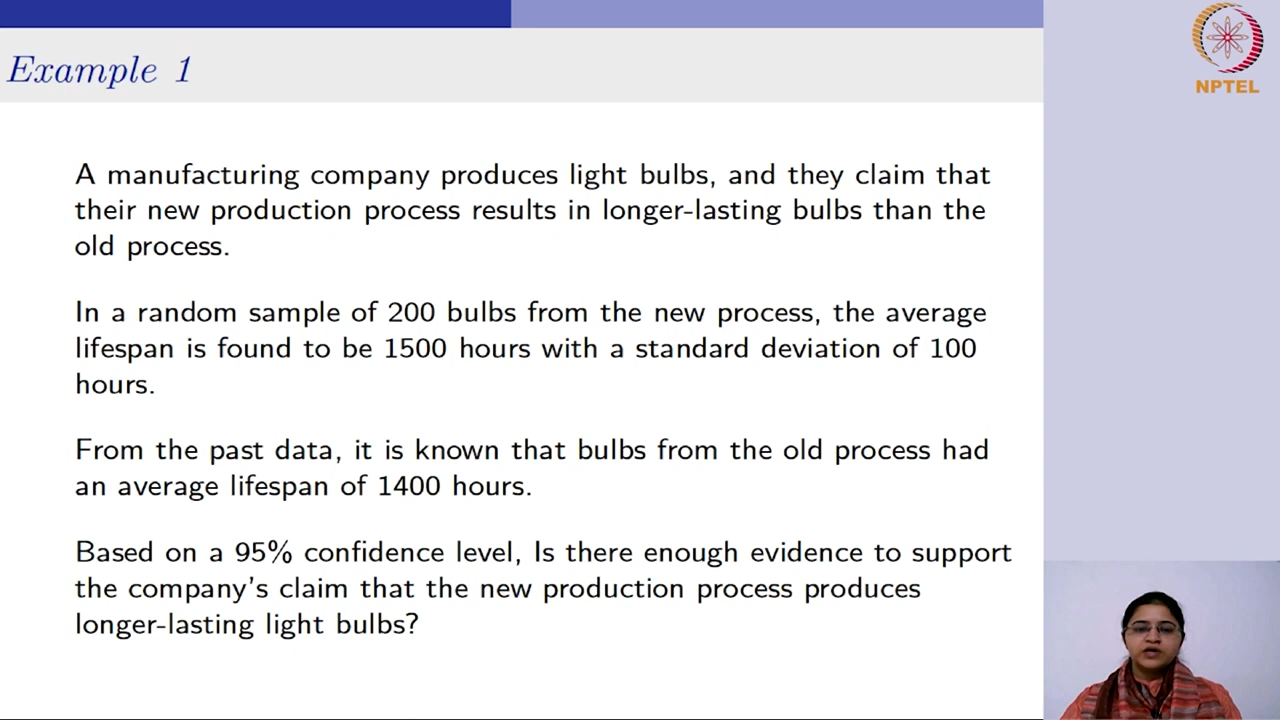 Example 1
NPTEL
A manufacturing company produces light bulbs, and they claim that
their new production process results in longer-lasting bulbs than the
old process.
In a random sample of 200 bulbs from the new process, the average
lifespan is found to be 1500 hours with a standard deviation of 100
hours.
From the past data, it is known that bulbs from the old process had
an average lifespan of 1400 hours.
Based on a 95% confidence level, Is there enough evidence to support
the company's claim that the new production process produces
longer-lasting light bulbs?